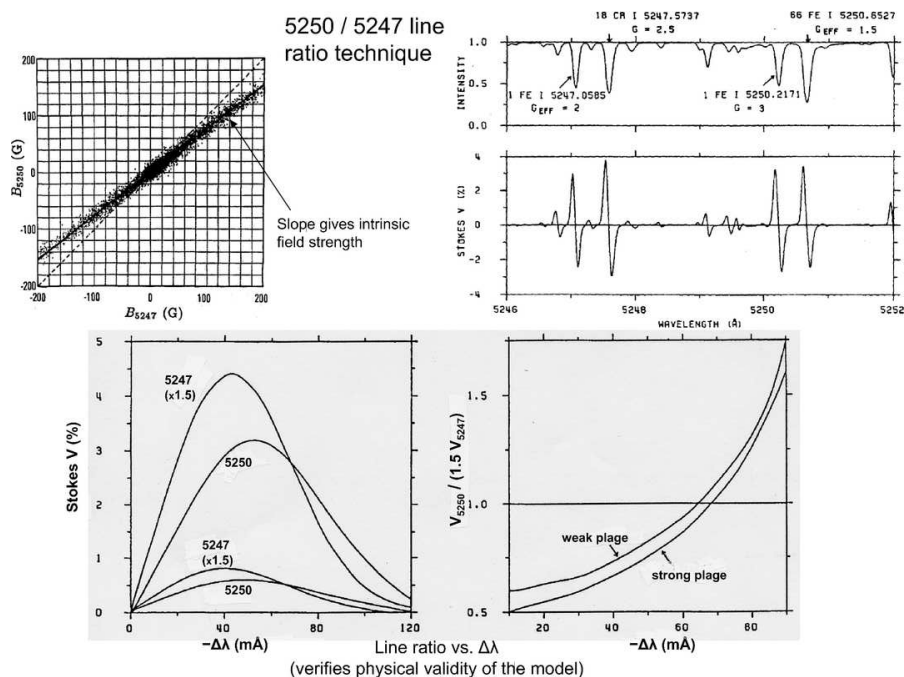 5250 / 5247 line
ratio technique
200
100
0
-100
200
-200
-100
0
100
200
B5250 (G)
B5247 (G)
Slope gives intrinsic
field strength
18 CR I 5247.5737
G = 2.5
66 FE I 5250.6527
GEFF = 1.5
1.0
0.5
0.0
INTENSITY
1 FE I 5247.0585
GEFF = 2
1 FE I 5250.2171
G = 3
4
2
0
-2
-4
STOKES V (%)
5246
5248
5250
5252
WAVELENGTH (Å)
5
4
3
2
1
0
Stokes V (%)
5247
(x1.5)
5250
5247
(x1.5)
5250
0
40
80
120
−Δλ (mÅ)
1.5
1.0
0.5
V5250 / (1.5 V5247)
weak plage
strong plage
20
40
60
80
−Δλ (mÅ)
Line ratio vs. Δλ
(verifies physical validity of the model)